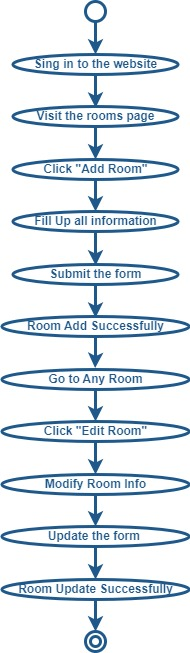 Sing in to the website
Visit the rooms page
Click "Add Room"
Fill Up all information
Submit the form
Room Add Successfully
Go to Any Room
Click "Edit Room"
Modify Room Info
Update the form
Room Update Successfully